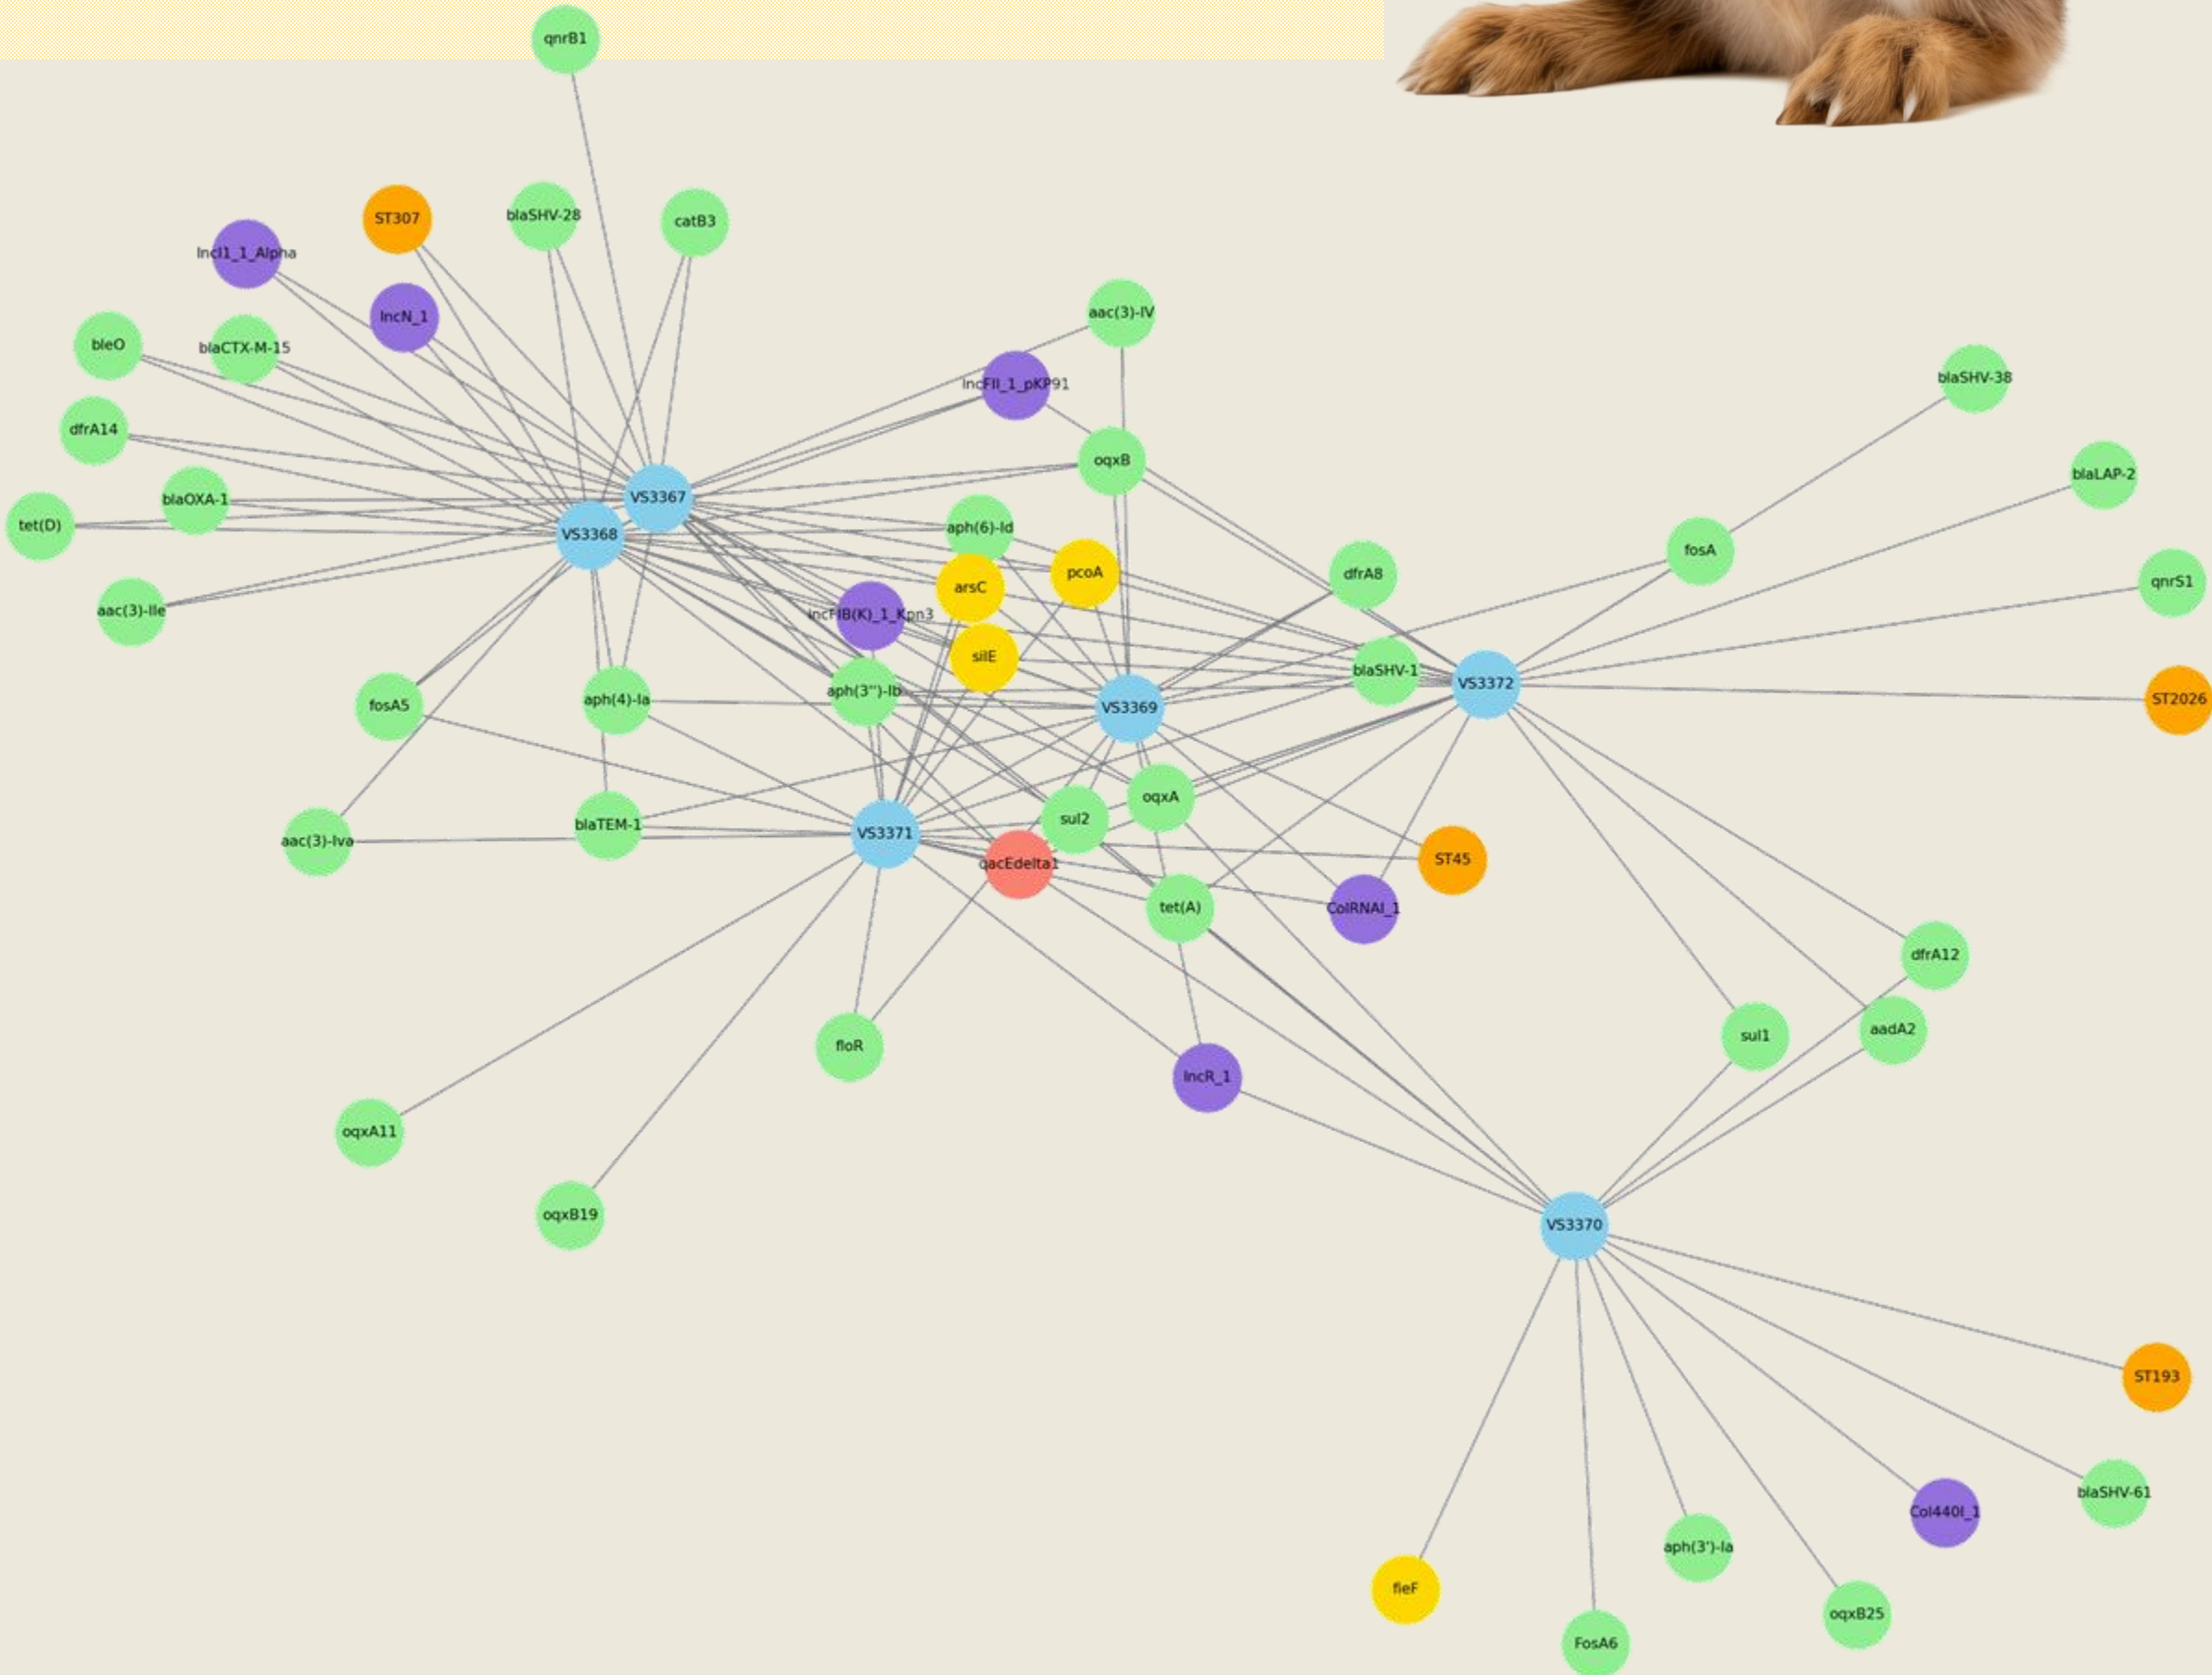 qnrB1
ST307
blaSHV-28
catB3
IncI1_1_Alpha
IncN_1
aac(3)-IV
bleO
blaCTX-M-15
IncFII_1_pKP91
blaSHV-38
dfrA14
oqxB
blaLAP-2
blaOXA-1
VS3367
tet(D)
VS3368
aph(6)-Id
fosA
pcoA
dfrA8
qnrS1
arsC
aac(3)-IIe
IncFIB(K)_1_Kpn3
silE
blaSHV-1
VS3372
aph(3'')-Ib
ST2026
aph(4)-Ia
fosA5
VS3369
oqxA
sul2
blaTEM-1
VS3371
aac(3)-Iva
ST45
qacEdelta1
tet(A)
ColRNAI_1
dfrA12
aadA2
sul1
floR
IncR_1
oqxA11
oqxB19
VS3370
ST193
blaSHV-61
Col440I_1
aph(3')-Ia
fieF
oqxB25
FosA6